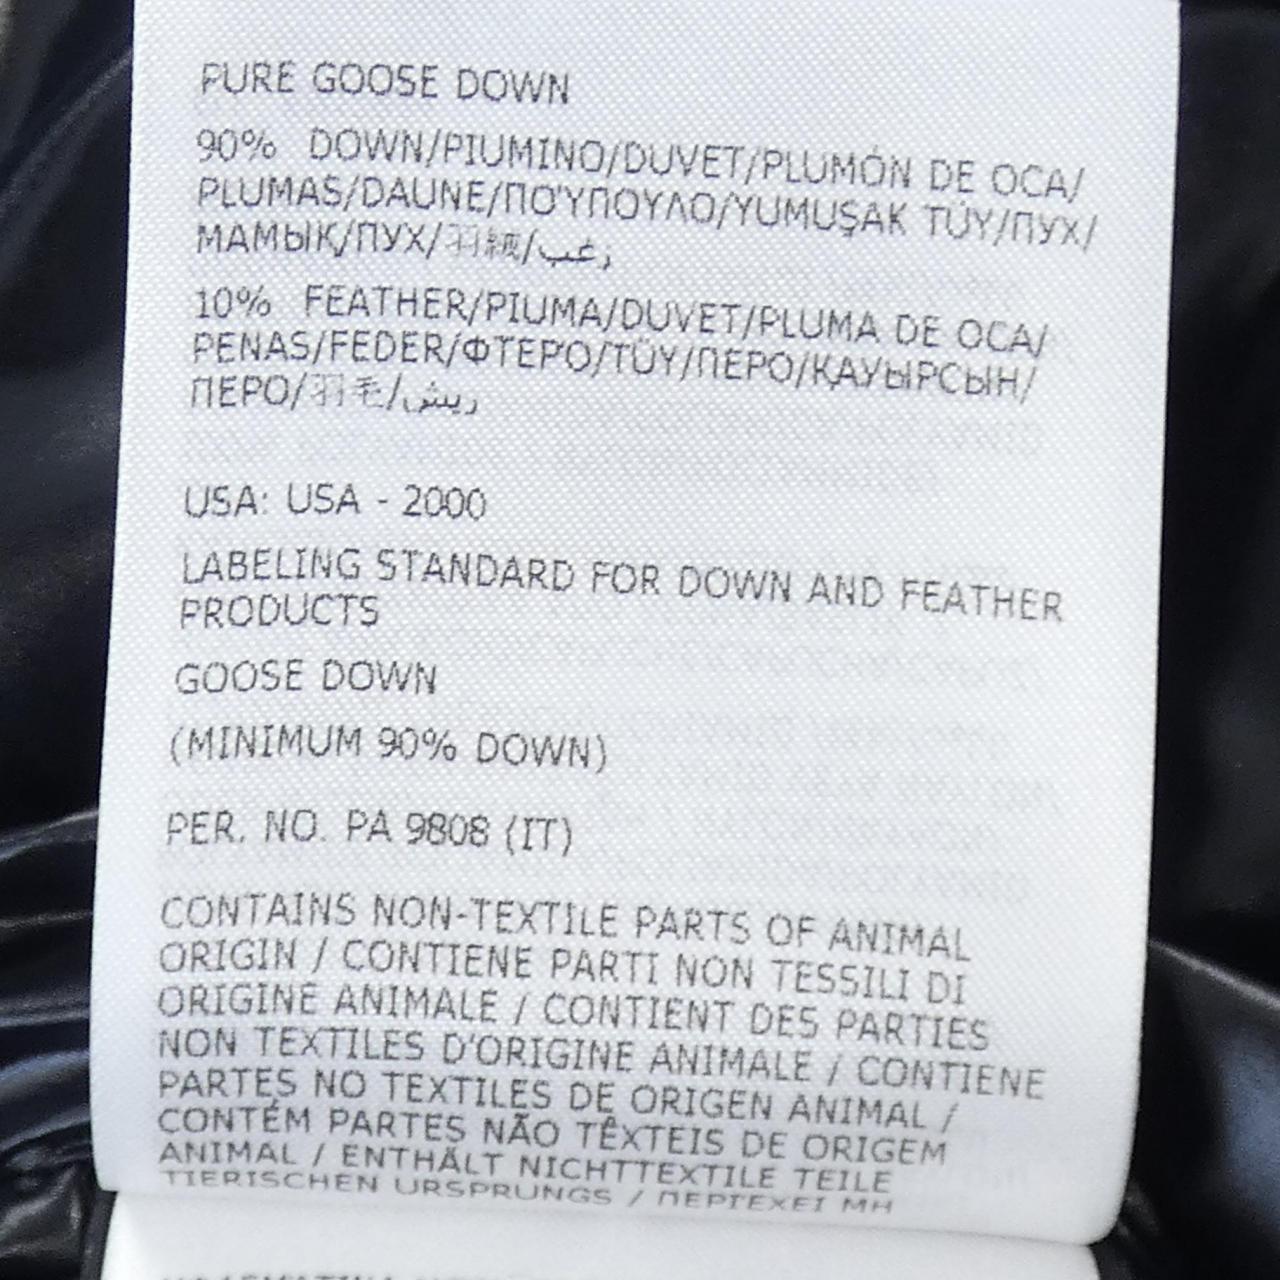 PURE GOOSE DOWN
90% DOWN/PIUMINO/DUVET/PLUMÓN DE OCA/
PLUMAS/DAUNE/ΠΟΎΠΟΥΛΟ/YUMUŞAK TÜY/ПУХ/
МАМЫҚ/ПУХ/羽絨/زغب
10% FEATHER/PIUMA/DUVET/PLUMA DE OCA/
PENAS/FEDER/ΦΤΕΡΟ/TÜY/ПЕРО/ҚАУЫРСЫН/
ПЕРО/羽毛/ريش
USA: USA - 2000
LABELING STANDARD FOR DOWN AND FEATHER
PRODUCTS
GOOSE DOWN
(MINIMUM 90% DOWN)
PER. NO. PA 9808 (IT)
CONTAINS NON-TEXTILE PARTS OF ANIMAL
ORIGIN / CONTIENE PARTI NON TESSILI DI
ORIGINE ANIMALE / CONTIENT DES PARTIES
NON TEXTILES D'ORIGINE ANIMALE / CONTIENE
PARTES NO TEXTILES DE ORIGEN ANIMAL /
CONTÉM PARTES NÃO TÊXTEIS DE ORIGEM
ANIMAL / ENTHÄLT NICHTTEXTILE TEILE
TIERISCHEN URSPRUNGS / ΠΕΡΙΈΧΕΙ ΜΗ